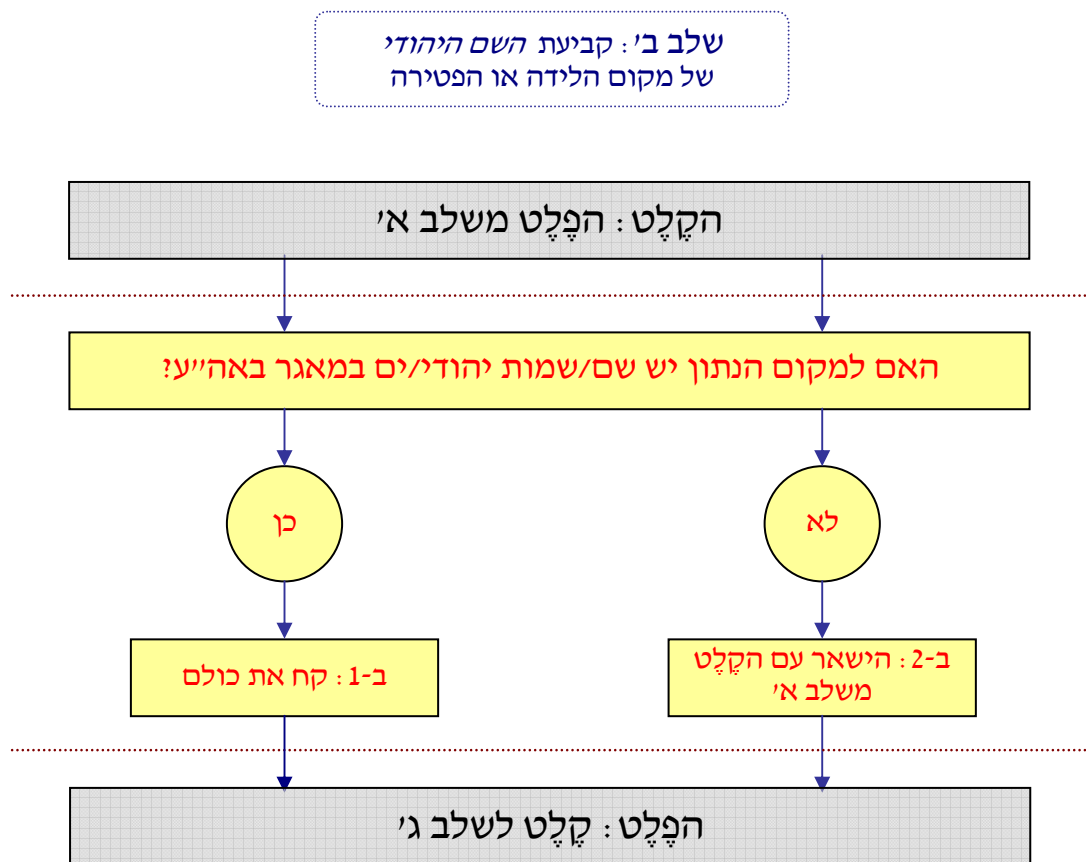 שלב ב': קביעת השם היהודי
של מקום הלידה או הפטירה
הקֶלֶט: הפֶלֶט משלב א'
האם למקום הנתון יש שם/שמות יהודי/ים במאגר באה"ע?
לא
כן
ב-2: הישאר עם הקֶלֶט
משלב א'
ב-1: קח את כולם
הפֶלֶט: קֶלֶט לשלב ג'